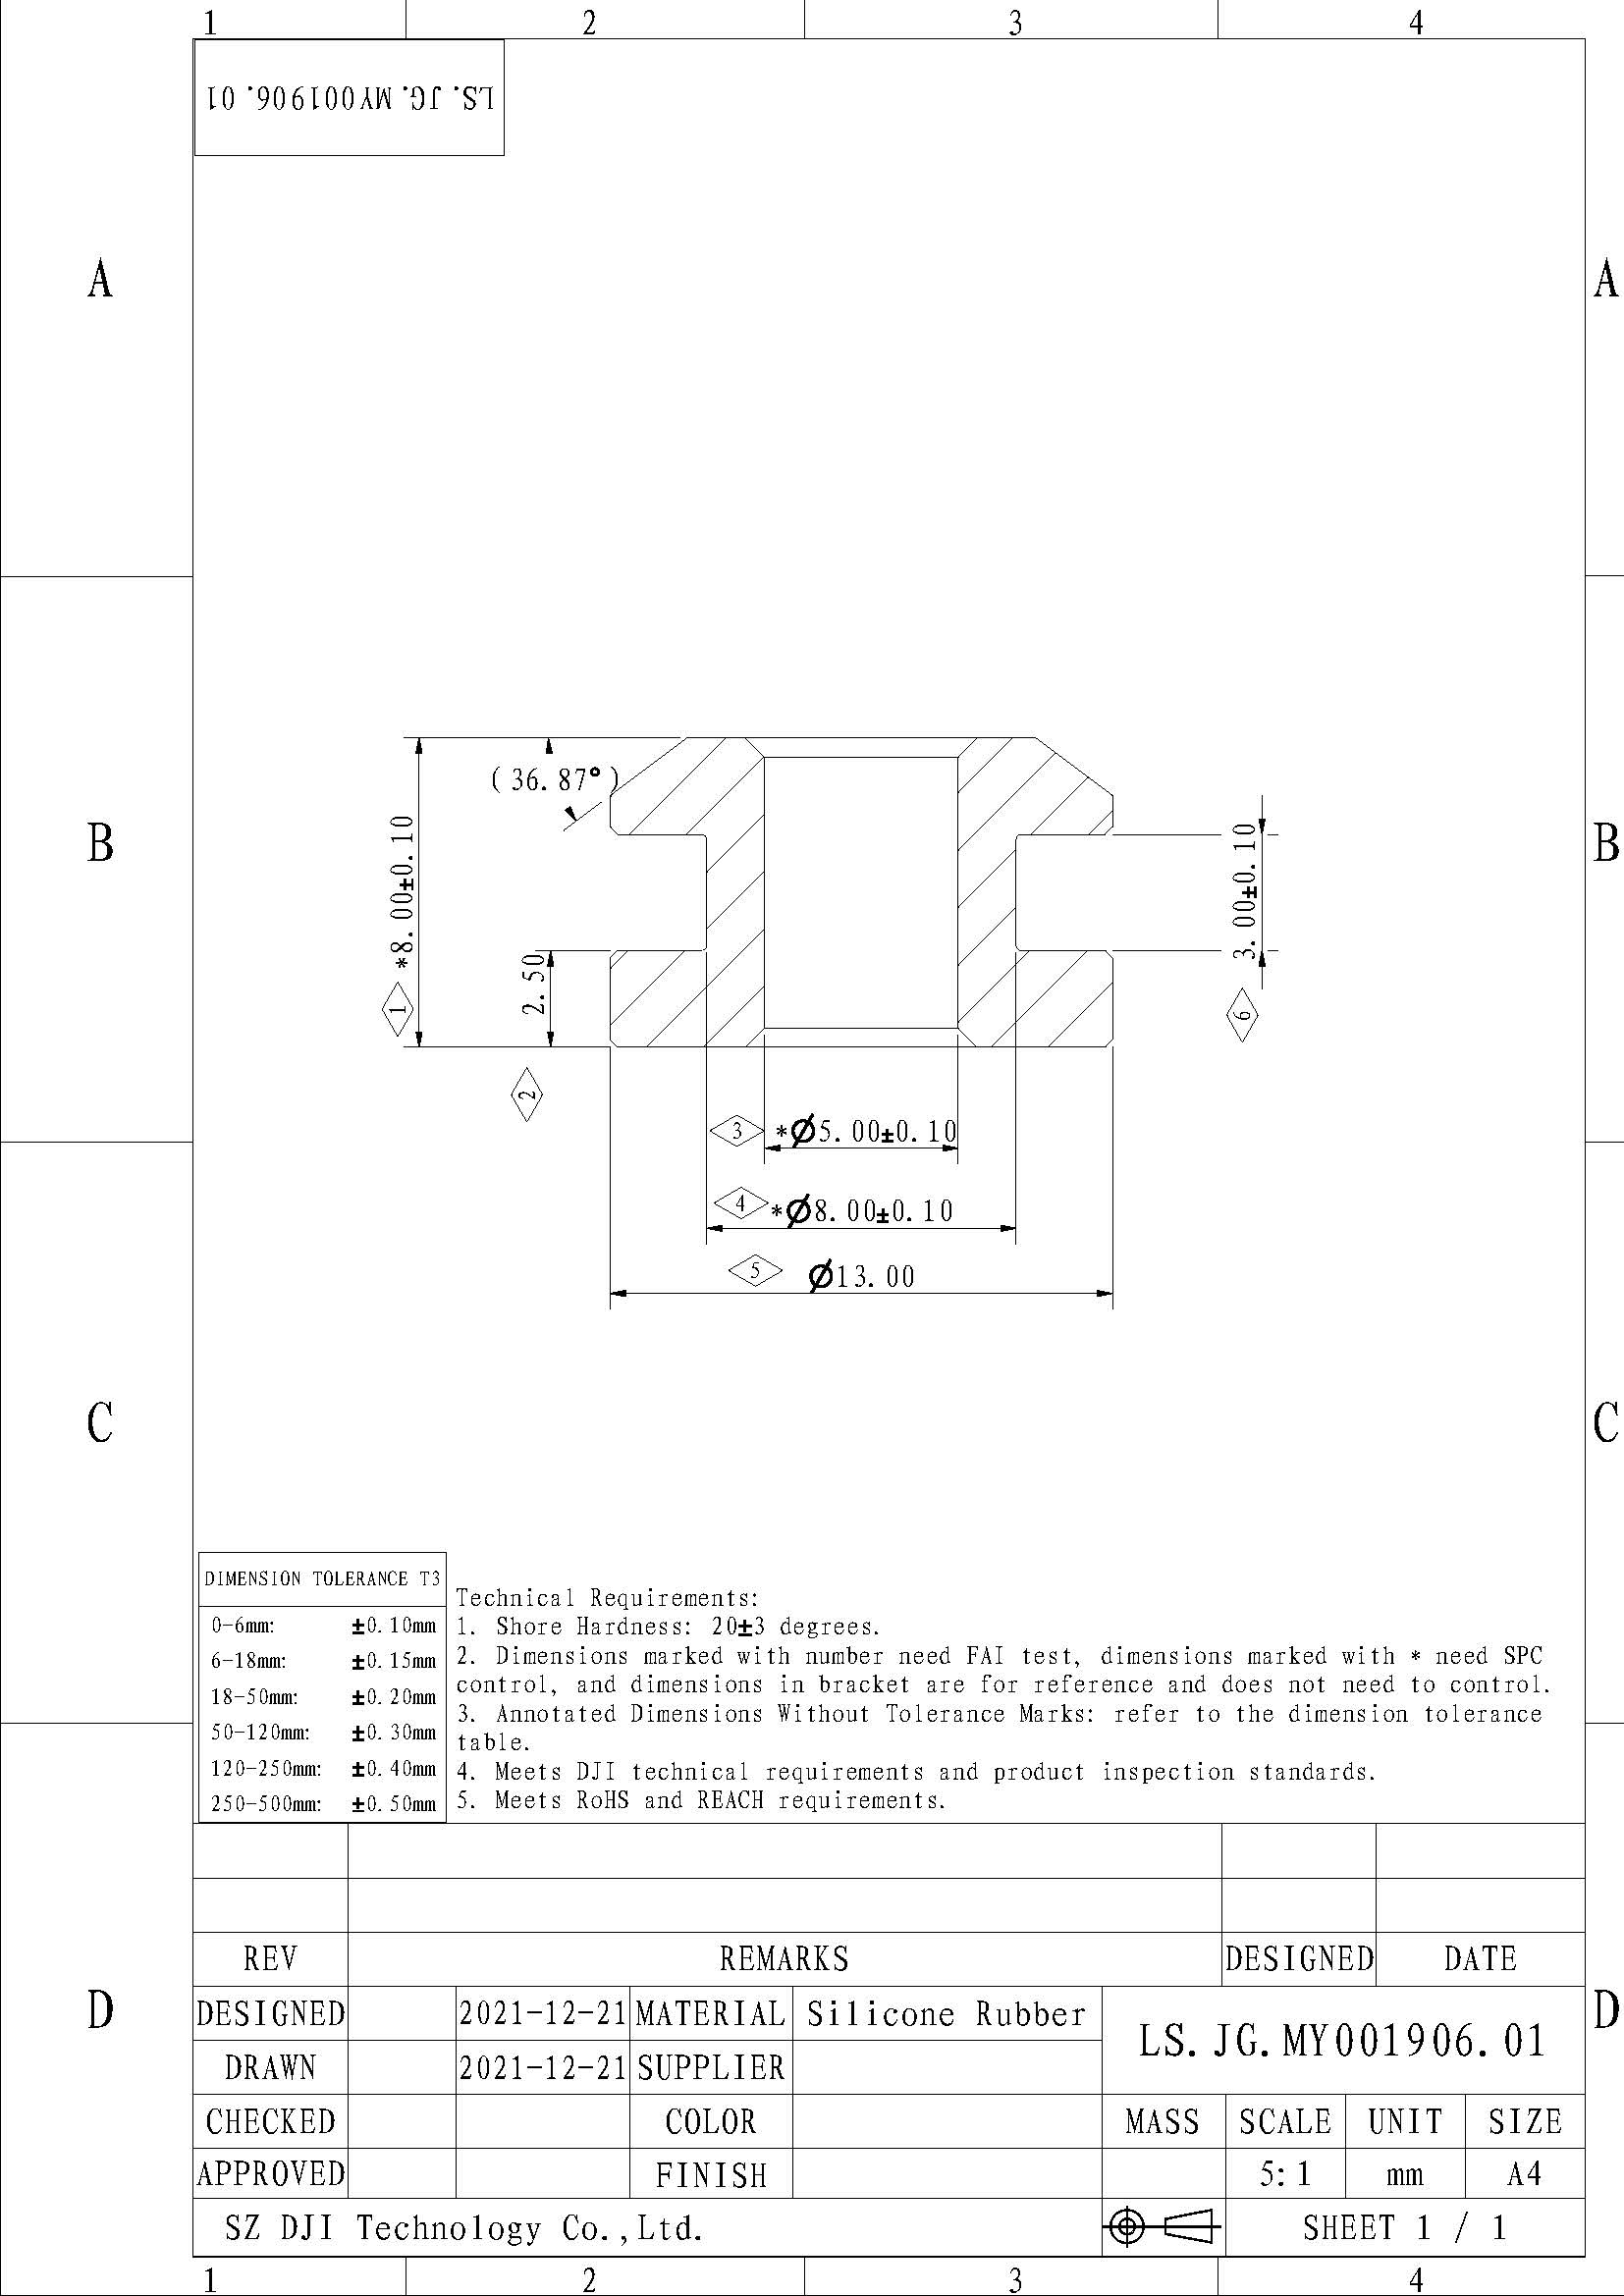 1 2 3 4
LS.JG.MY001906.01
A A
B B
C C
D D
(36.87°)
*8.00±0.10
1
2.50
2
3.00±0.10
6
3 *Ø5.00±0.10
4 *Ø8.00±0.10
5 Ø13.00
DIMENSION TOLERANCE T3
0-6mm: ±0.10mm
6-18mm: ±0.15mm
18-50mm: ±0.20mm
50-120mm: ±0.30mm
120-250mm: ±0.40mm
250-500mm: ±0.50mm
Technical Requirements:
1. Shore Hardness: 20±3 degrees.
2. Dimensions marked with number need FAI test, dimensions marked with * need SPC
control, and dimensions in bracket are for reference and does not need to control.
3. Annotated Dimensions Without Tolerance Marks: refer to the dimension tolerance
table.
4. Meets DJI technical requirements and product inspection standards.
5. Meets RoHS and REACH requirements.
REV REMARKS DESIGNED DATE
DESIGNED 2021-12-21 MATERIAL Silicone Rubber
LS.JG.MY001906.01
DRAWN 2021-12-21 SUPPLIER
CHECKED COLOR MASS SCALE UNIT SIZE
APPROVED FINISH 5:1 mm A4
SZ DJI Technology Co.,Ltd. SHEET 1 / 1
1 2 3 4